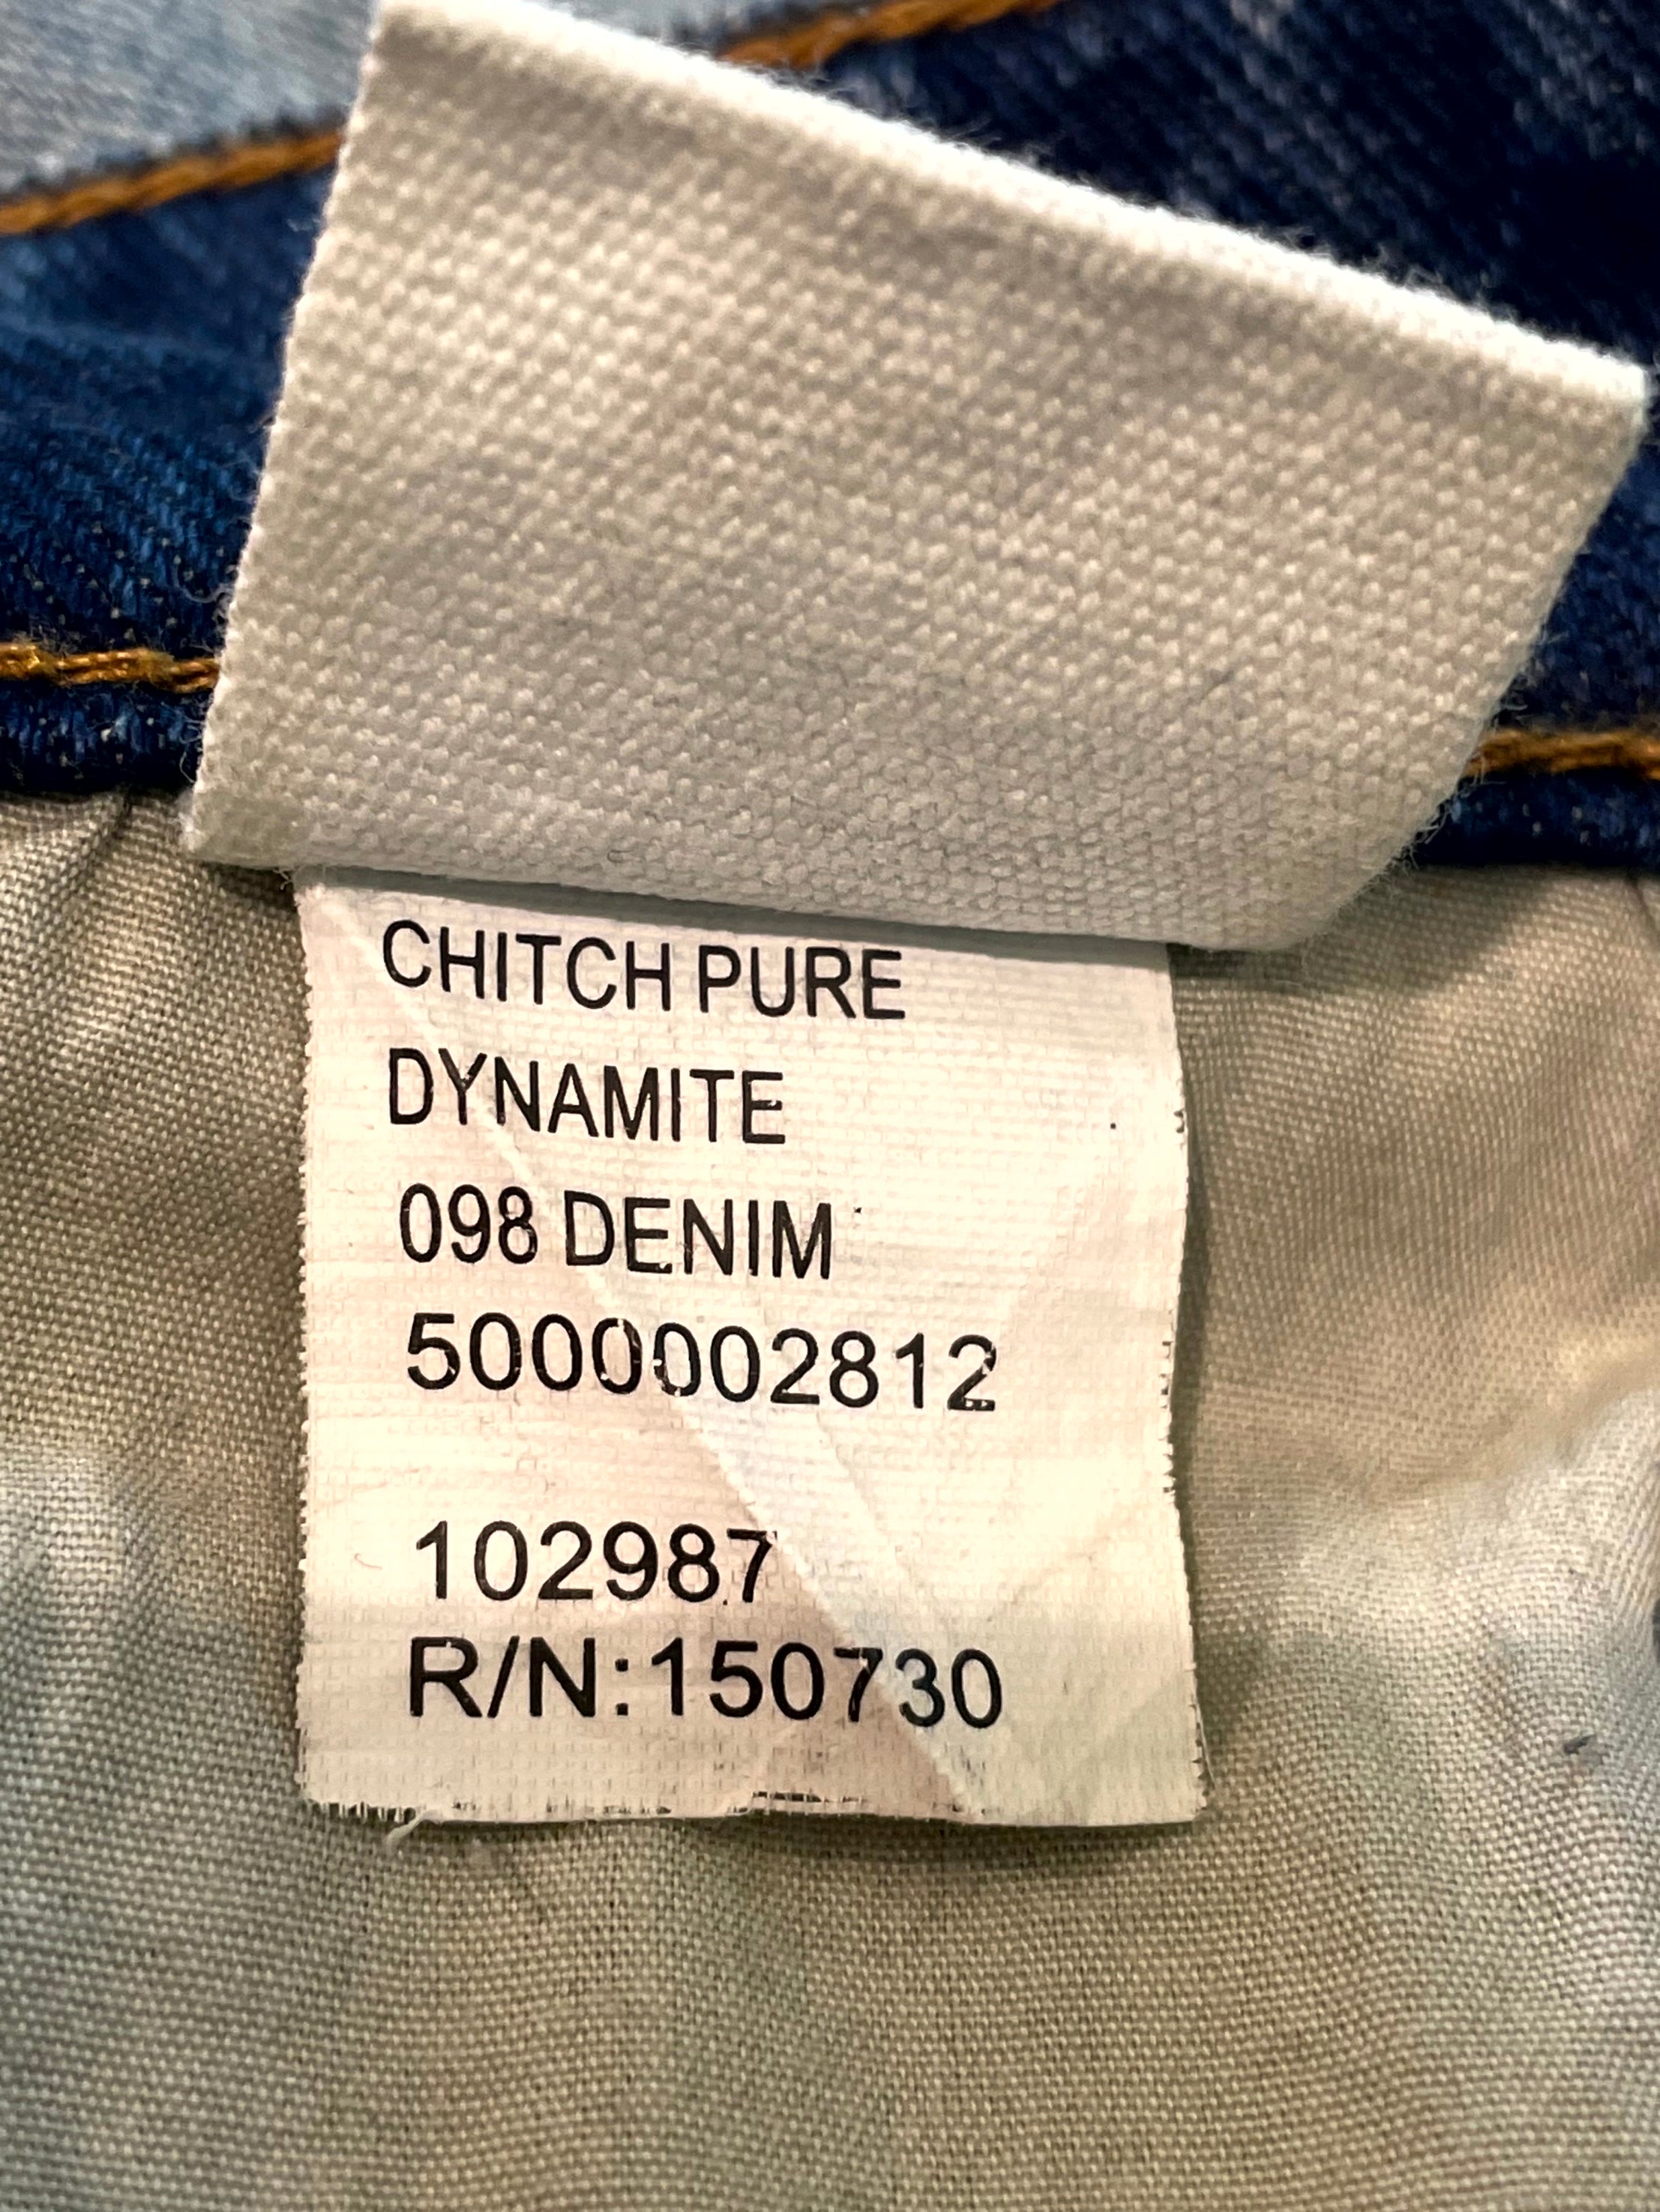 CHITCH PURE
DYNAMITE
098 DENIM
5000002812
102987
R/N:150730